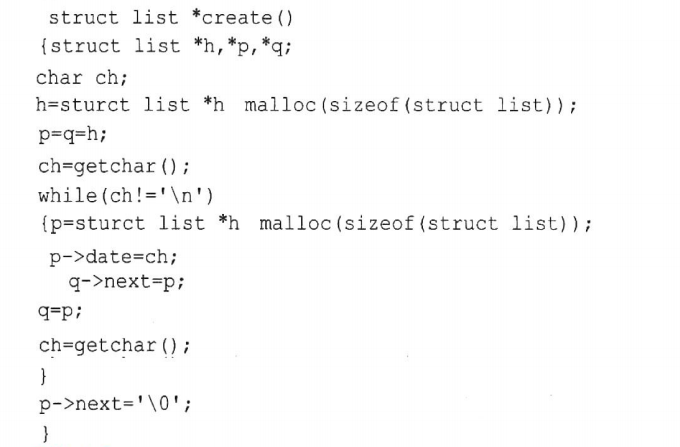 struct list *create()
{struct list *h,*p,*q;
char ch;
h=sturct list *h malloc(sizeof(struct list));
p=q=h;
ch=getchar();
while(ch!='\n')
{p=sturct list *h malloc(sizeof(struct list));
p->date=ch;
q->next=p;
q=p;
ch=getchar();
}
p->next='\0';
}